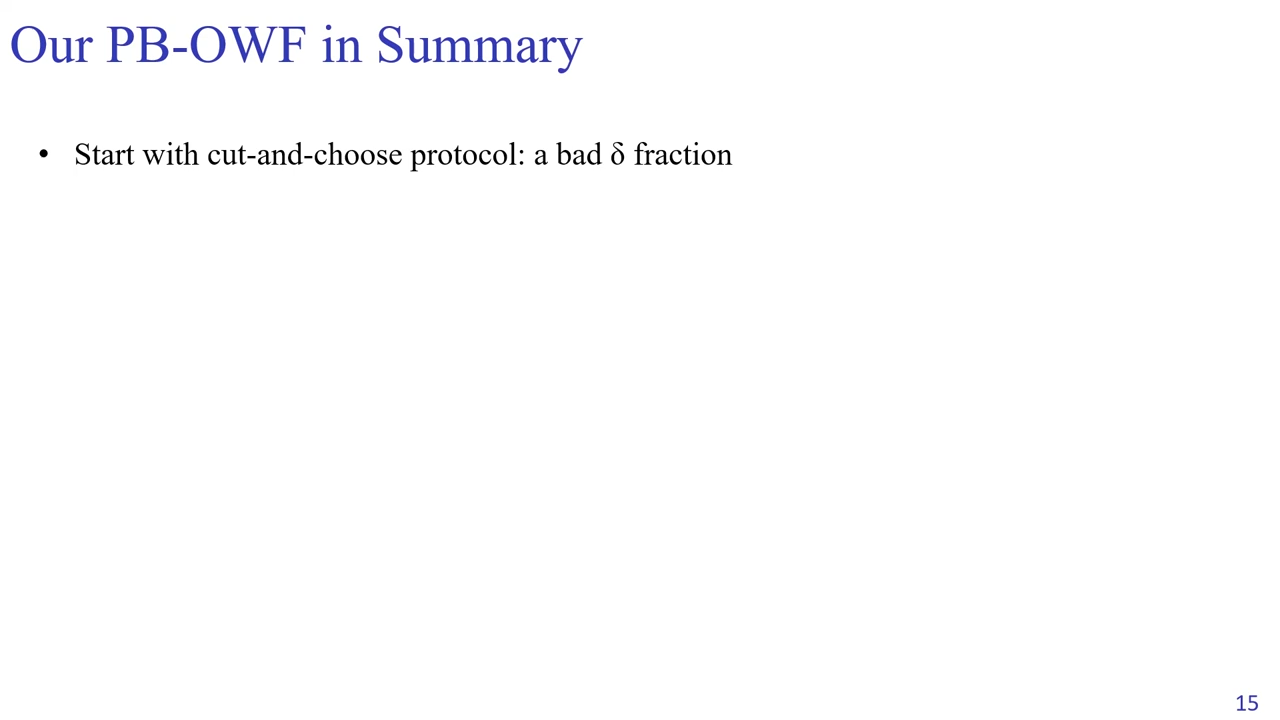 Our PB-OWF in Summary
• Start with cut-and-choose protocol: a bad δ fraction
15